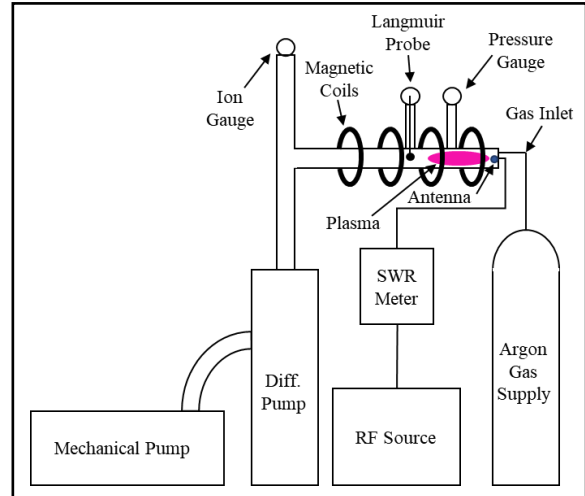 Langmuir
Probe
Pressure
Gauge
Magnetic
Coils
Ion
Gauge
Gas Inlet
Antenna
Plasma
SWR
Meter
Argon
Gas
Supply
Diff.
Pump
RF Source
Mechanical Pump